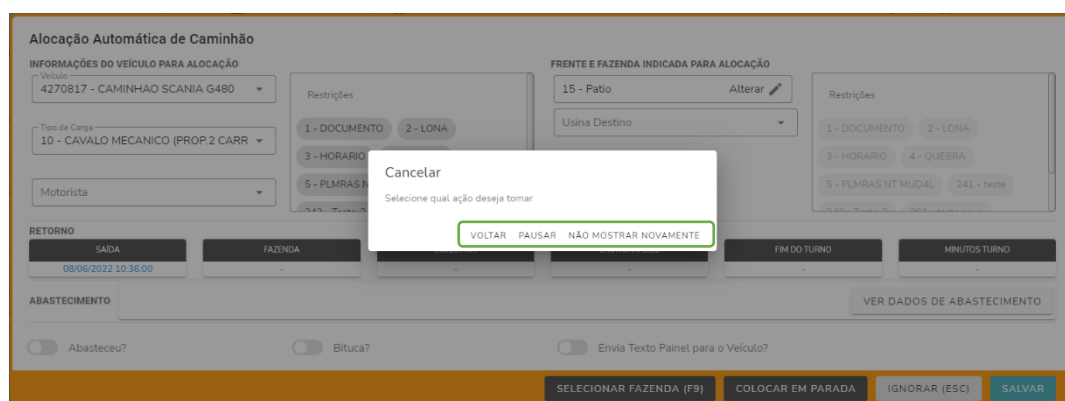 Alocação Automática de Caminhão
INFORMAÇÕES DO VEÍCULO PARA ALOCAÇÃO
Veículo
4270817 - CAMINHAO SCANIA G480
Tipo de Carga
10 - CAVALO MECANICO (PROP.2 CARR
Motorista
Restrições
1 - DOCUMENTO 2 - LONA
3 - HORARIO
5 - PLMRAS N
FRENTE E FAZENDA INDICADA PARA ALOCAÇÃO
15 - Patio Alterar
Usina Destino
Restrições
1 - DOCUMENTO 2 - LONA
3 - HORARIO 4 - QUEBRA
5 - PLMRAS NT MUD4L 241 - teste
Cancelar
Selecione qual ação deseja tomar
VOLTAR PAUSAR NÃO MOSTRAR NOVAMENTE
RETORNO
SAÍDA FAZENDA FIM DO TURNO MINUTOS TURNO
08/06/2022 10:36:00 - - - - -
ABASTECIMENTO VER DADOS DE ABASTECIMENTO
Abasteceu? Bituca? Envia Texto Painel para o Veículo?
SELECIONAR FAZENDA (F9) COLOCAR EM PARADA IGNORAR (ESC) SALVAR